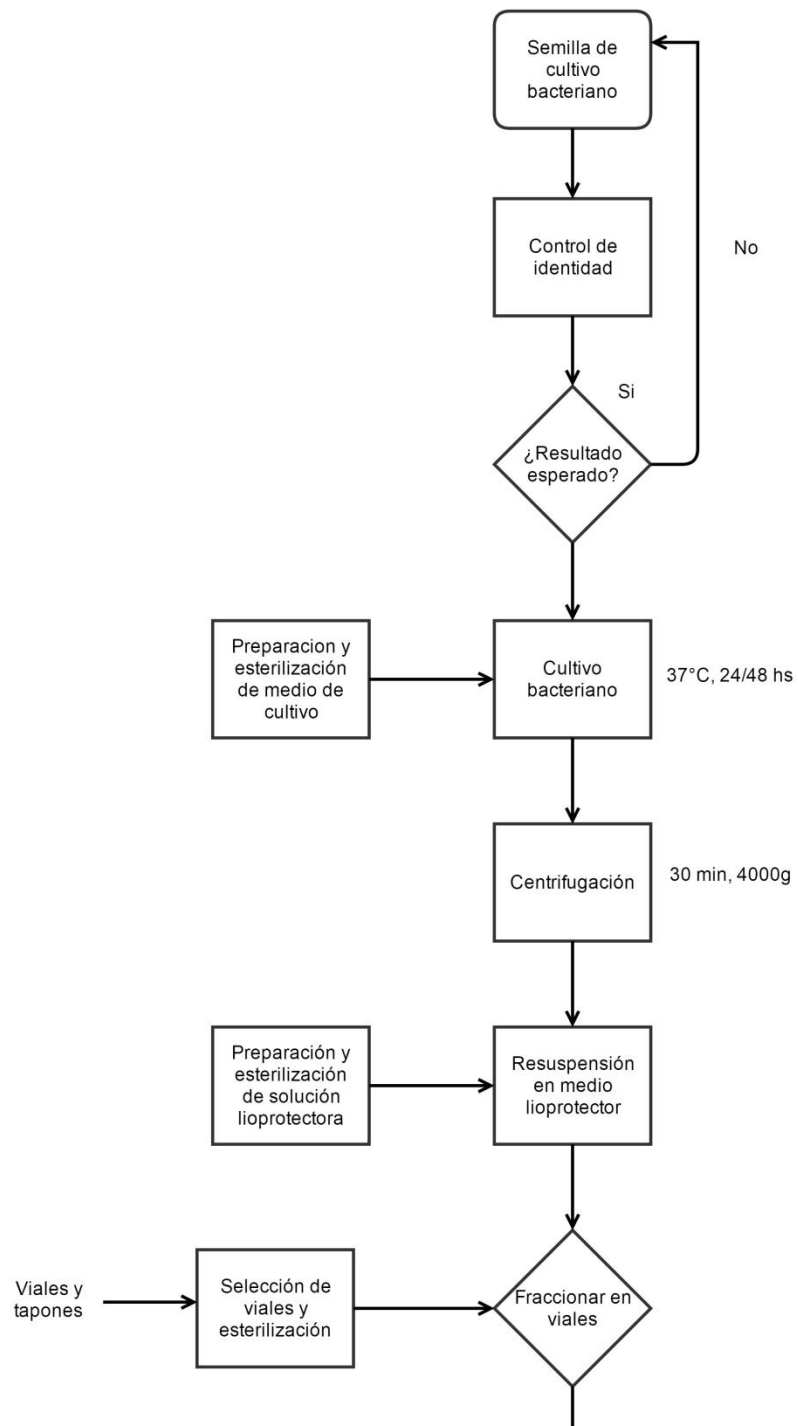 Semilla de
cultivo
bacteriano
Control de
identidad
No
Si
¿Resultado
esperado?
Preparacion y
esterilización
de medio de
cultivo
Cultivo
bacteriano
37°C, 24/48 hs
Centrifugación
30 min, 4000g
Preparación y
esterilización
de solución
lioprotectora
Resuspensión
en medio
lioprotector
Viales y
tapones
Selección de
viales y
esterilización
Fraccionar en
viales